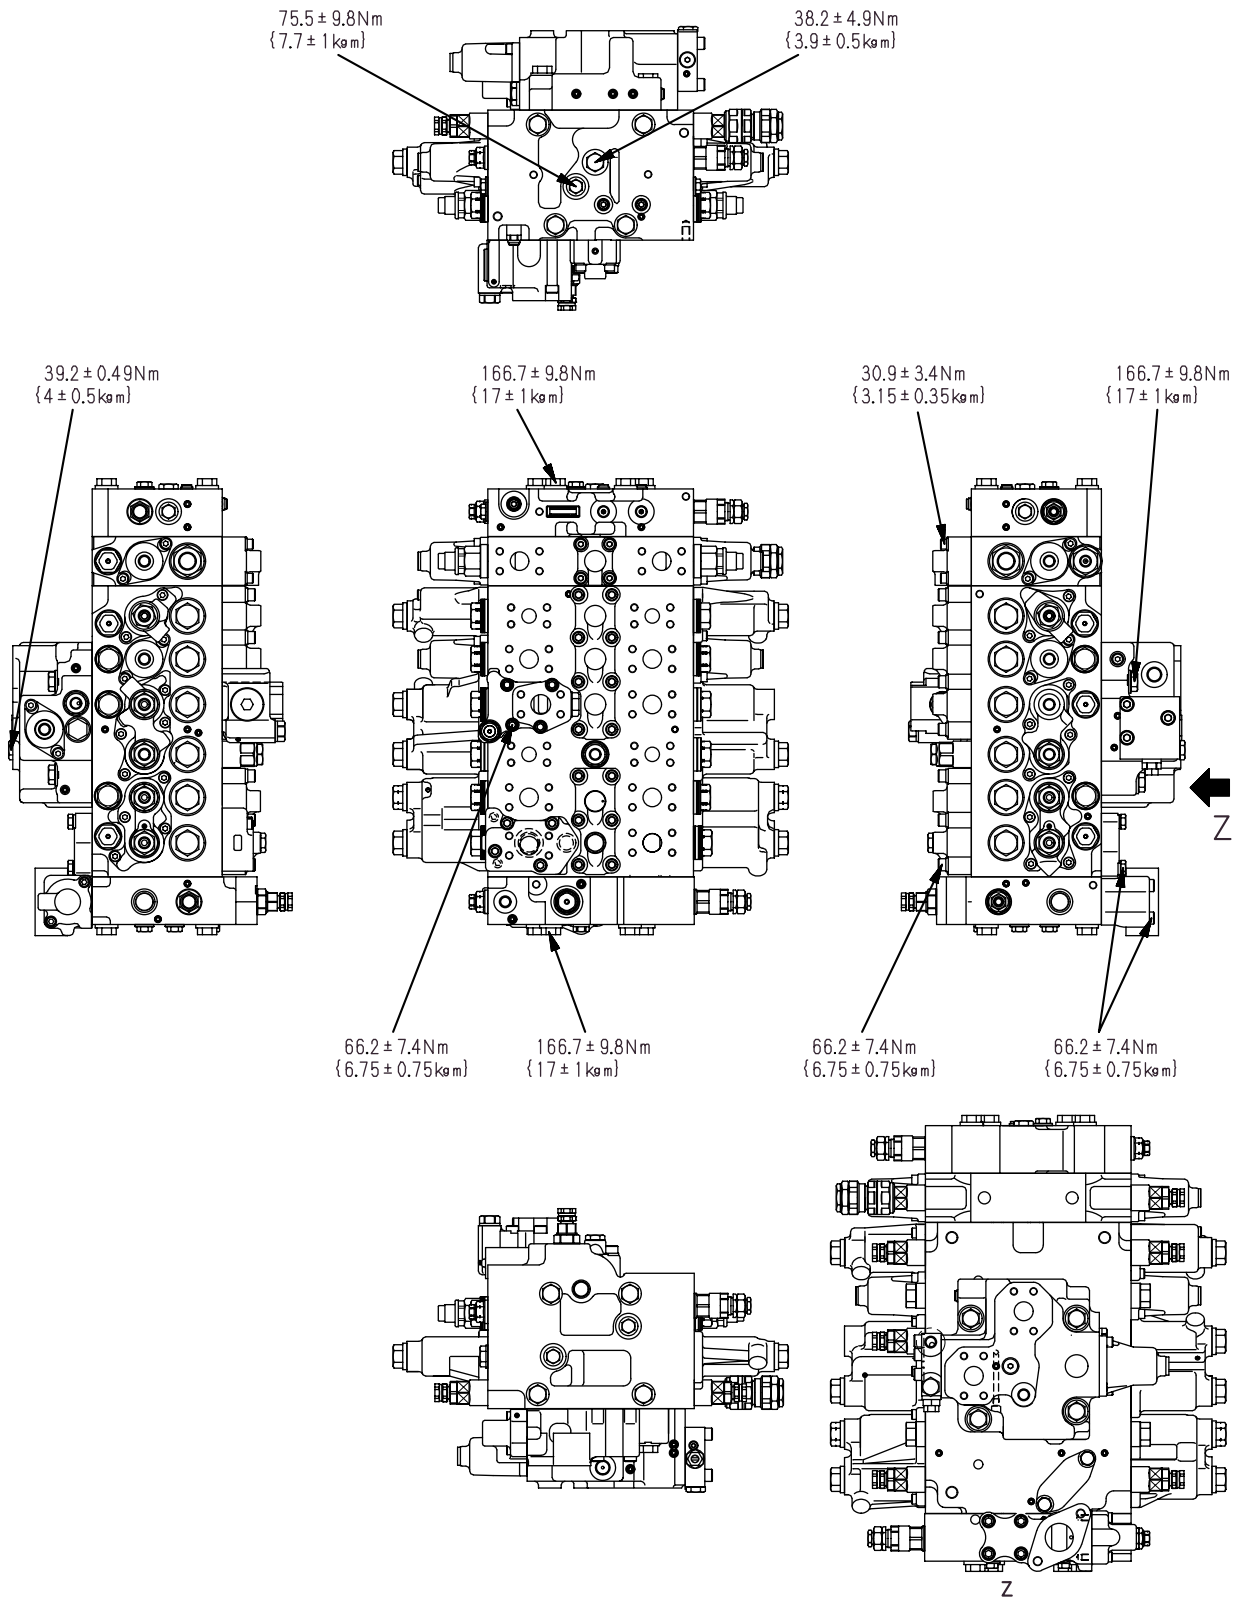 75.5 ± 9.8Nm
{7.7 ± 1kgm}
38.2 ± 4.9Nm
{3.9 ± 0.5kgm}
39.2 ± 0.49Nm
{4 ± 0.5kgm}
166.7 ± 9.8Nm
{17 ± 1kgm}
30.9 ± 3.4Nm
{3.15 ± 0.35kgm}
166.7 ± 9.8Nm
{17 ± 1kgm}
Z
66.2 ± 7.4Nm
{6.75 ± 0.75kgm}
166.7 ± 9.8Nm
{17 ± 1kgm}
66.2 ± 7.4Nm
{6.75 ± 0.75kgm}
66.2 ± 7.4Nm
{6.75 ± 0.75kgm}
Z